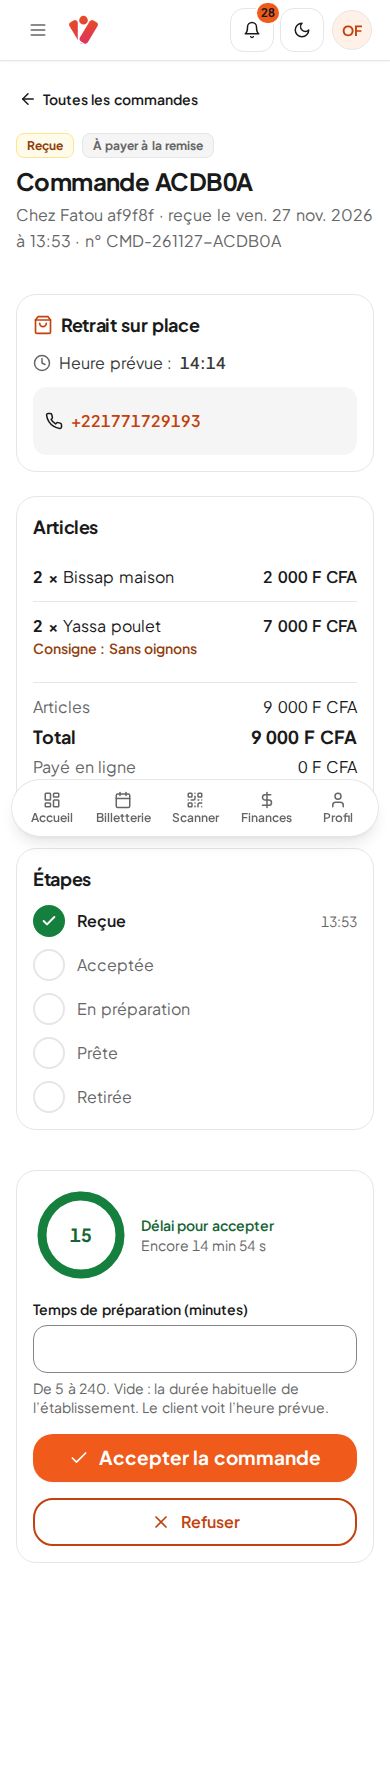 28
OF
Toutes les commandes
Reçue
À payer à la remise
Commande ACDB0A
Chez Fatou af9f8f · reçue le ven. 27 nov. 2026
à 13:53 · n° CMD-261127-ACDB0A
Retrait sur place
Heure prévue : 14:14
+221771729193
Articles
2 × Bissap maison 2 000 F CFA
2 × Yassa poulet 7 000 F CFA
Consigne : Sans oignons
Articles 9 000 F CFA
Total 9 000 F CFA
Payé en ligne 0 F CFA
Accueil Billetterie Scanner Finances Profil
Étapes
Reçue 13:53
Acceptée
En préparation
Prête
Retirée
15
Délai pour accepter
Encore 14 min 54 s
Temps de préparation (minutes)
De 5 à 240. Vide : la durée habituelle de
l'établissement. Le client voit l'heure prévue.
Accepter la commande
Refuser